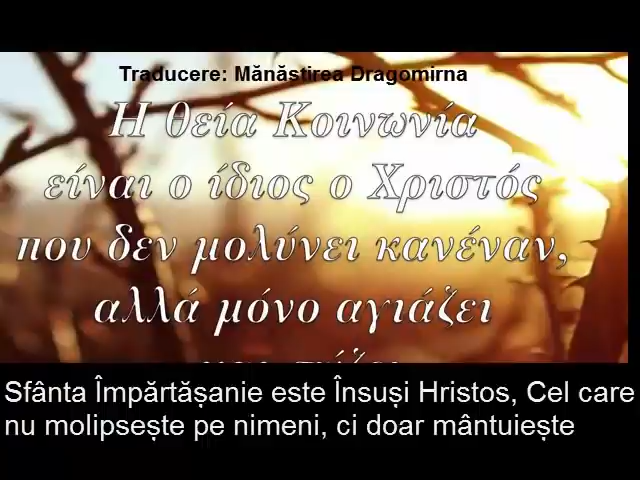 Traducere: Mănăstirea Dragomirna
Η θεία Κοινωνία
είναι ο ίδιος ο Χριστός
που δεν μολύνει κανέναν,
αλλά μόνο αγιάζει
Sfânta Împărtășanie este Însuși Hristos, Cel care
nu molipsește pe nimeni, ci doar mântuiește